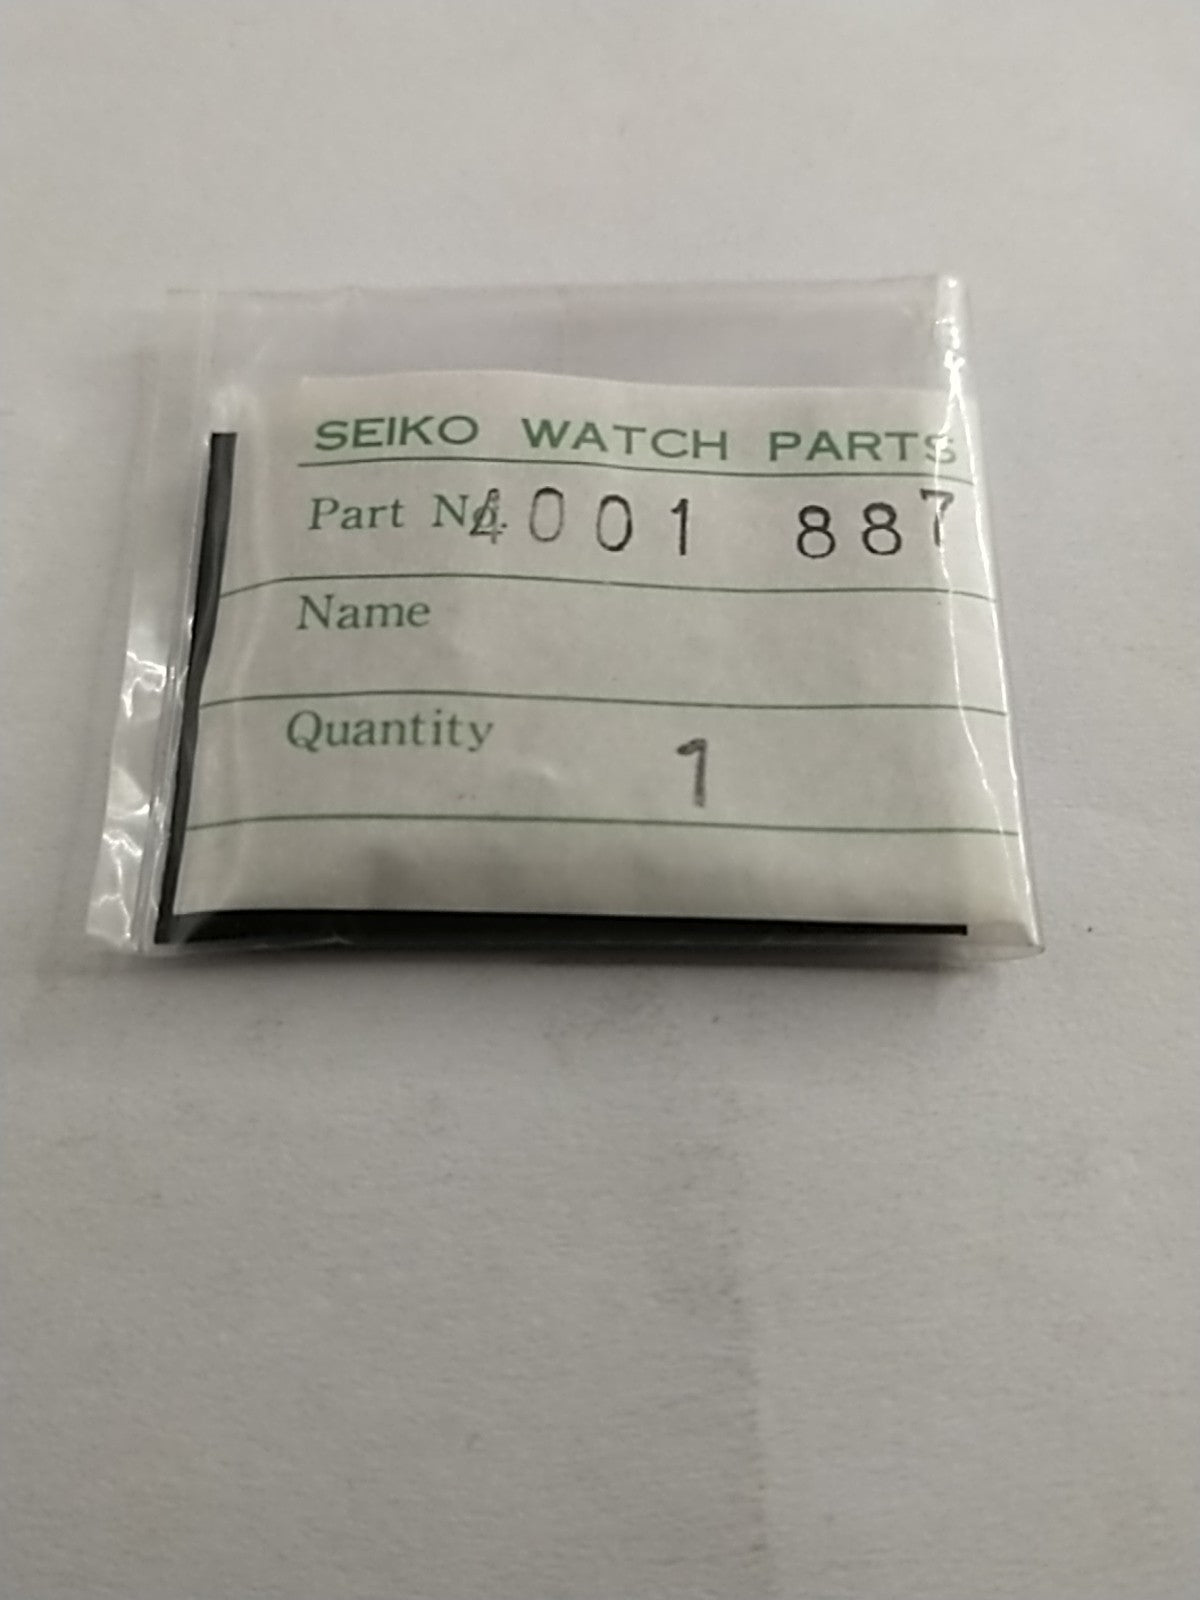 SEIKO WATCH PARTS
Part No. 4001 887
Name
Quantity 1